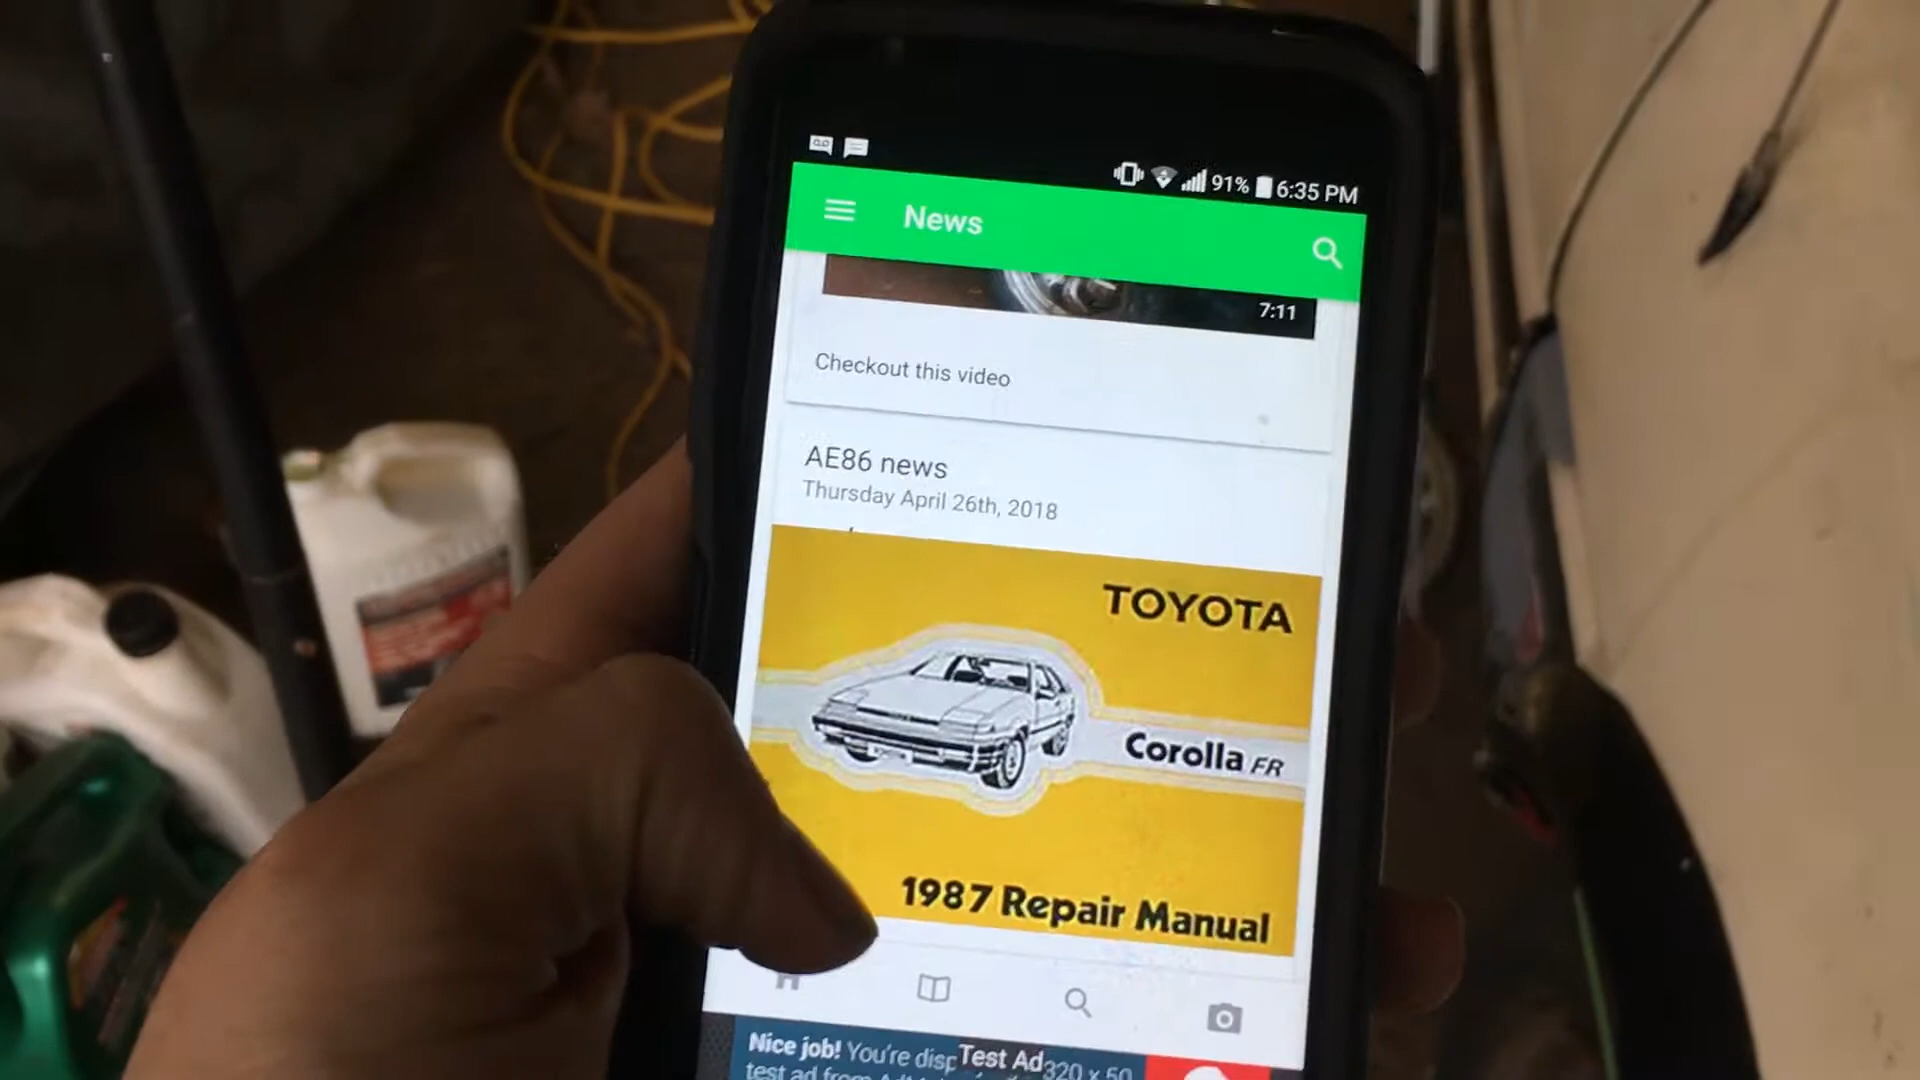 91% 6:35 PM
News
7:11
Checkout this video
AE86 news
Thursday April 26th, 2018
TOYOTA
Corolla FR
1987 Repair Manual
Nice job! You're disp Test Ad 320 x 50
test ad from